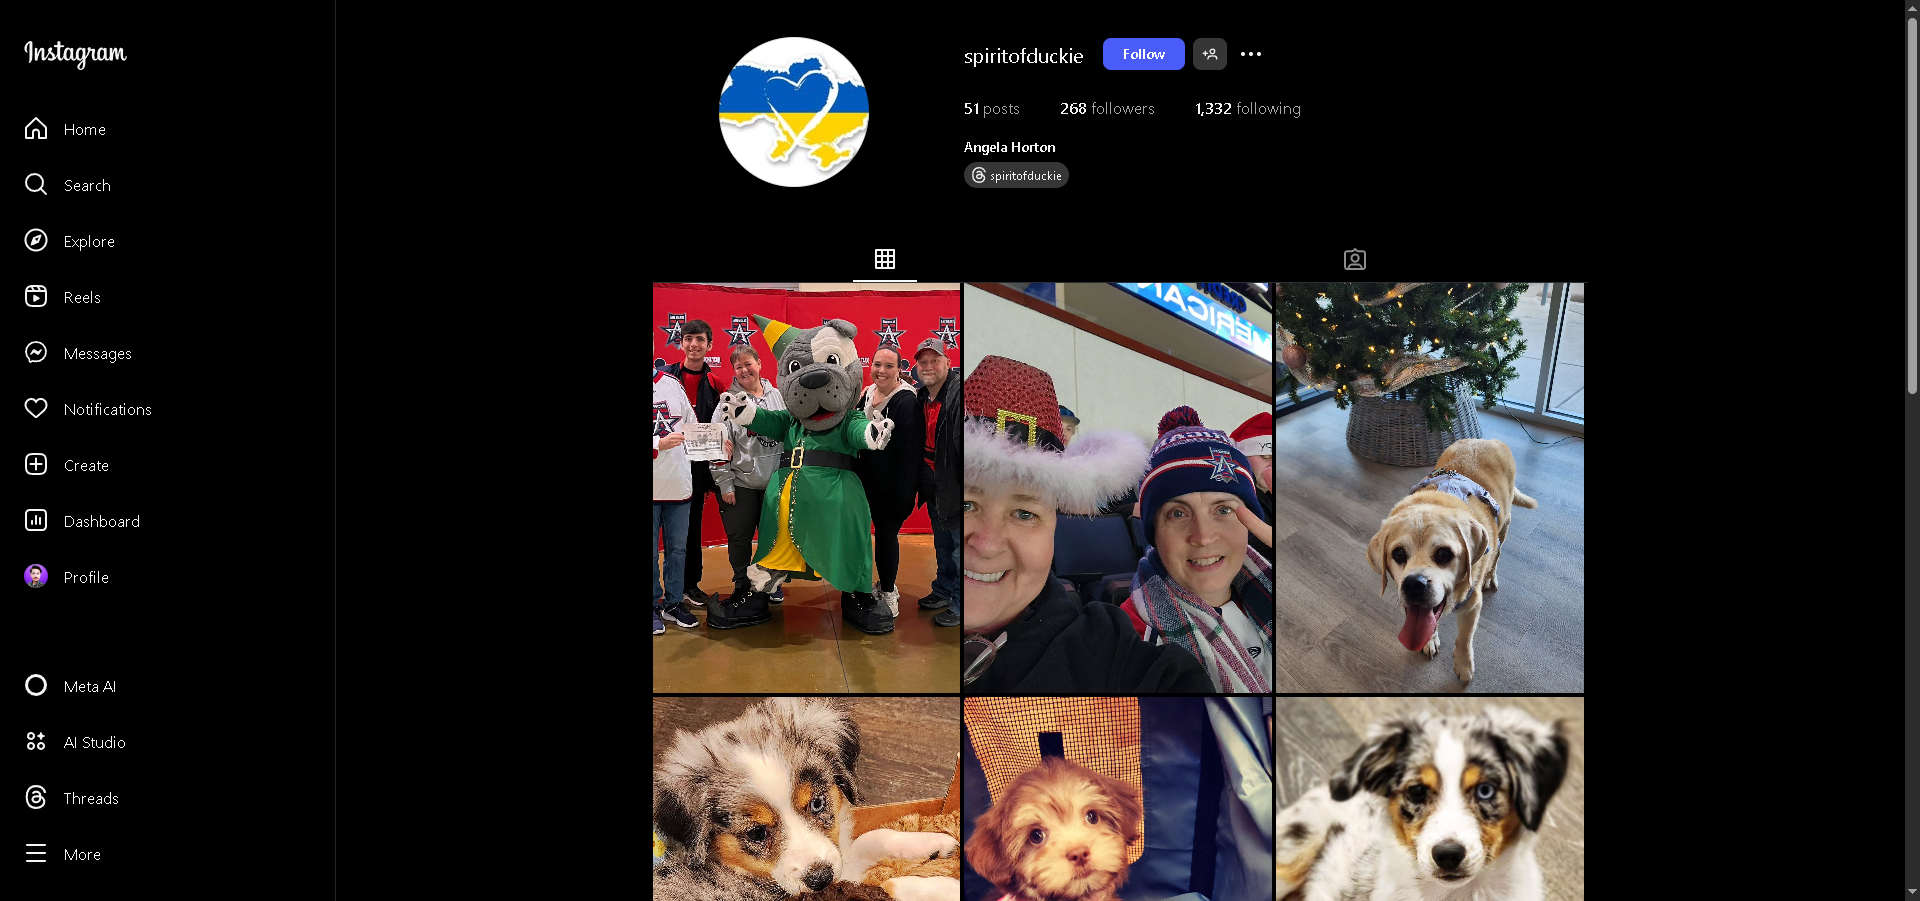 Instagram
Home
Search
Explore
Reels
Messages
Notifications
Create
Dashboard
Profile
Meta AI
AI Studio
Threads
More
spiritofduckie
Follow
51 posts
268 followers
1,332 following
Angela Horton
spiritofduckie